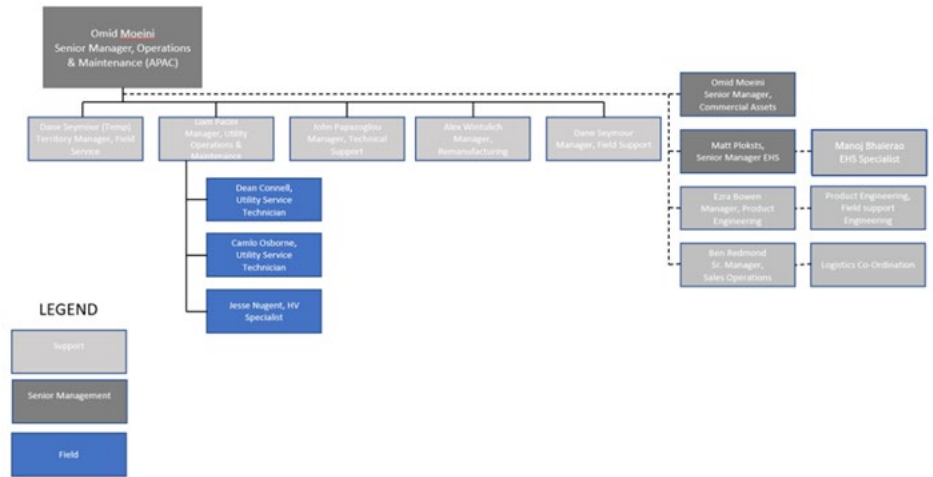 Omid Moeini
Senior Manager, Operations
& Maintenance (APAC)
Omid Moeini
Senior Manager,
Commercial Assets
Dane Seymour (Temp)
Territory Manager, Field
Service
Manager, Utility
Operations &
Maintenance
John Papazoglou
Manager, Technical
Support
Alex Wintulich
Manager,
Remanufacturing
Dane Seymour
Manager, Field Support
Matt Ploksts,
Senior Manager EHS
Manoj Bhalerao
EHS Specialist
Dean Connell,
Utility Service
Technician
Ezra Bowen
Manager, Product
Engineering
Product Engineering,
Field support
Engineering
Camlo Osborne,
Utility Service
Technician
Ben Redmond
Sr. Manager,
Sales Operations
Logistics Co-Ordination
Jesse Nugent, HV
Specialist
LEGEND
Support
Senior Management
Field